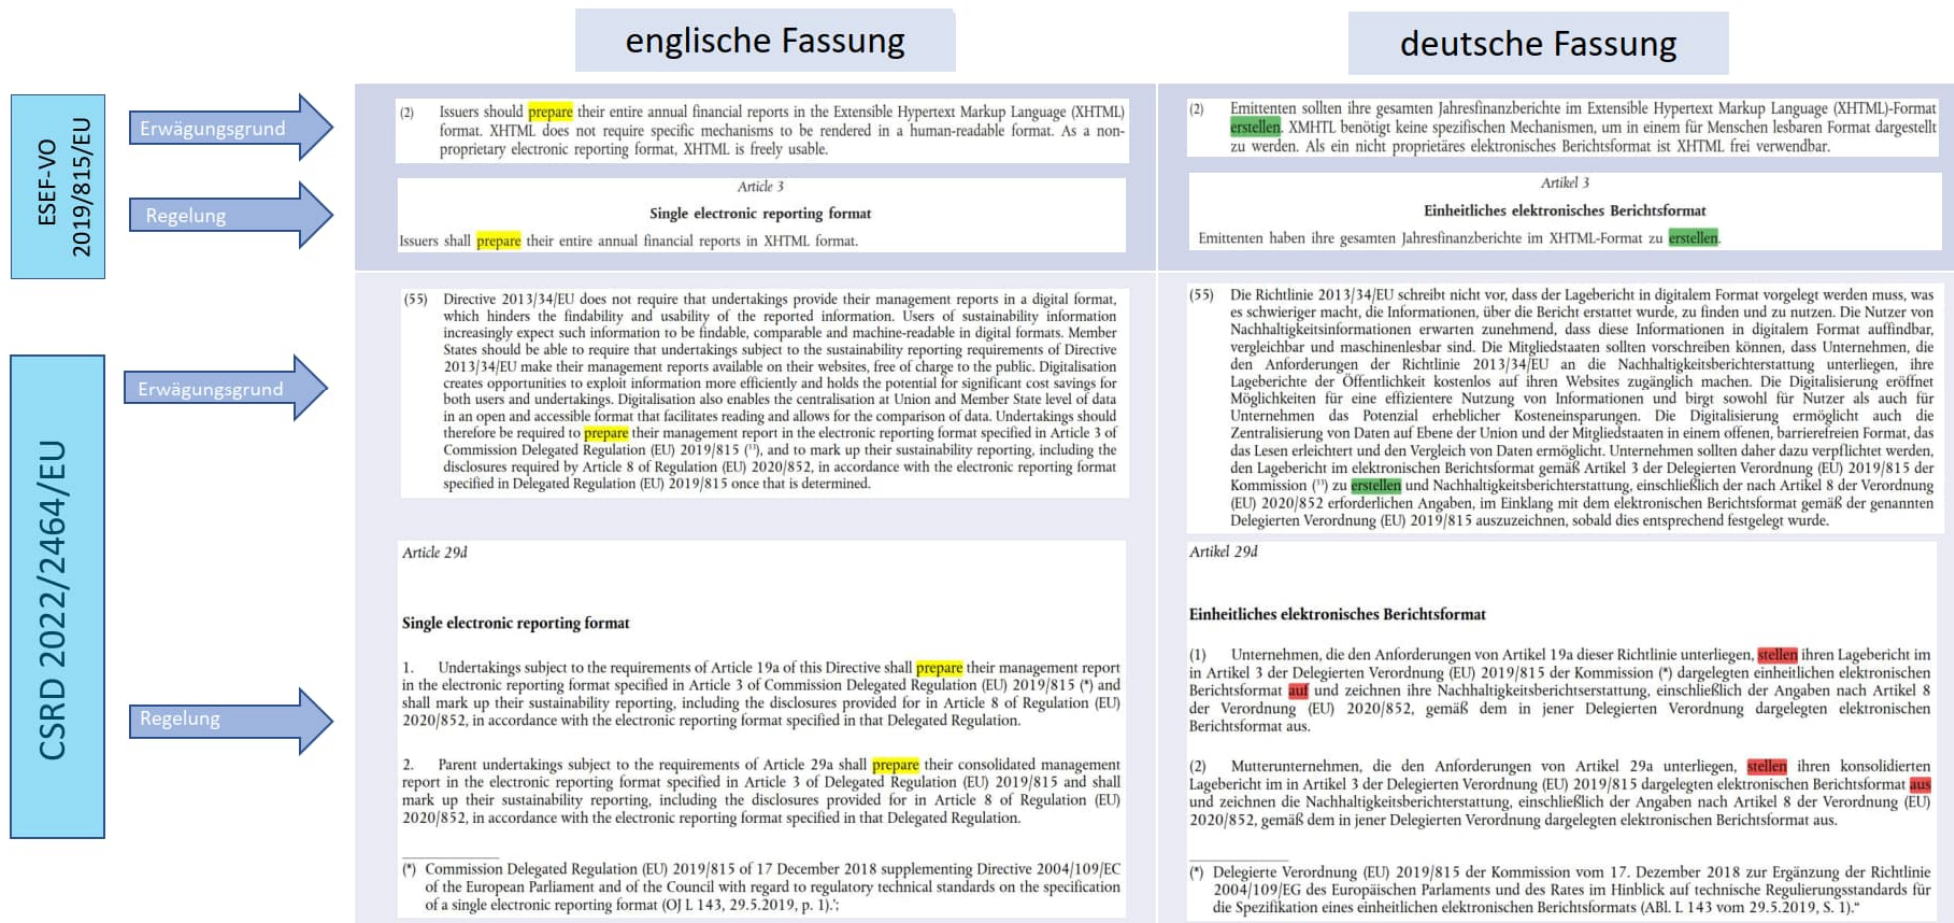 englische Fassung
deutsche Fassung
ESEF-VO
2019/815/EU
Erwägungsgrund
(2) Issuers should prepare their entire annual financial reports in the Extensible Hypertext Markup Language (XHTML)
format. XHTML does not require specific mechanisms to be rendered in a human-readable format. As a non-
proprietary electronic reporting format, XHTML is freely usable.
(2) Emittenten sollten ihre gesamten Jahresfinanzberichte im Extensible Hypertext Markup Language (XHTML)-Format
erstellen. XMHTL benötigt keine spezifischen Mechanismen, um in einem für Menschen lesbaren Format dargestellt
zu werden. Als ein nicht proprietäres elektronisches Berichtsformat ist XHTML frei verwendbar.
Regelung
Article 3
Single electronic reporting format
Issuers shall prepare their entire annual financial reports in XHTML format.
Artikel 3
Einheitliches elektronisches Berichtsformat
Emittenten haben ihre gesamten Jahresfinanzberichte im XHTML-Format zu erstellen.
CSRD 2022/2464/EU
Erwägungsgrund
(55) Directive 2013/34/EU does not require that undertakings provide their management reports in a digital format,
which hinders the findability and usability of the reported information. Users of sustainability information
increasingly expect such information to be findable, comparable and machine-readable in digital formats. Member
States should be able to require that undertakings subject to the sustainability reporting requirements of Directive
2013/34/EU make their management reports available on their websites, free of charge to the public. Digitalisation
creates opportunities to exploit information more efficiently and holds the potential for significant cost savings for
both users and undertakings. Digitalisation also enables the centralisation at Union and Member State level of data
in an open and accessible format that facilitates reading and allows for the comparison of data. Undertakings should
therefore be required to prepare their management report in the electronic reporting format specified in Article 3 of
Commission Delegated Regulation (EU) 2019/815 (³³), and to mark up their sustainability reporting, including the
disclosures required by Article 8 of Regulation (EU) 2020/852, in accordance with the electronic reporting format
specified in Delegated Regulation (EU) 2019/815 once that is determined.
(55) Die Richtlinie 2013/34/EU schreibt nicht vor, dass der Lagebericht in digitalem Format vorgelegt werden muss, was
es schwieriger macht, die Informationen, über die Bericht erstattet wurde, zu finden und zu nutzen. Die Nutzer von
Nachhaltigkeitsinformationen erwarten zunehmend, dass diese Informationen in digitalem Format auffindbar,
vergleichbar und maschinenlesbar sind. Die Mitgliedstaaten sollten vorschreiben können, dass Unternehmen, die
den Anforderungen der Richtlinie 2013/34/EU an die Nachhaltigkeitsberichterstattung unterliegen, ihre
Lageberichte der Öffentlichkeit kostenlos auf ihren Websites zugänglich machen. Die Digitalisierung eröffnet
Möglichkeiten für eine effizientere Nutzung von Informationen und birgt sowohl für Nutzer als auch für
Unternehmen das Potenzial erheblicher Kosteneinsparungen. Die Digitalisierung ermöglicht auch die
Zentralisierung von Daten auf Ebene der Union und der Mitgliedstaaten in einem offenen, barrierefreien Format, das
das Lesen erleichtert und den Vergleich von Daten ermöglicht. Unternehmen sollten daher dazu verpflichtet werden,
den Lagebericht im elektronischen Berichtsformat gemäß Artikel 3 der Delegierten Verordnung (EU) 2019/815 der
Kommission (³³) zu erstellen und Nachhaltigkeitsberichterstattung, einschließlich der nach Artikel 8 der Verordnung
(EU) 2020/852 erforderlichen Angaben, im Einklang mit dem elektronischen Berichtsformat gemäß der genannten
Delegierten Verordnung (EU) 2019/815 auszuzeichnen, sobald dies entsprechend festgelegt wurde.
Regelung
Article 29d
Single electronic reporting format
1. Undertakings subject to the requirements of Article 19a of this Directive shall prepare their management report
in the electronic reporting format specified in Article 3 of Commission Delegated Regulation (EU) 2019/815 (*) and
shall mark up their sustainability reporting, including the disclosures provided for in Article 8 of Regulation (EU)
2020/852, in accordance with the electronic reporting format specified in that Delegated Regulation.
2. Parent undertakings subject to the requirements of Article 29a shall prepare their consolidated management
report in the electronic reporting format specified in Article 3 of Delegated Regulation (EU) 2019/815 and shall
mark up their sustainability reporting, including the disclosures provided for in Article 8 of Regulation (EU)
2020/852, in accordance with the electronic reporting format specified in that Delegated Regulation.
(*) Commission Delegated Regulation (EU) 2019/815 of 17 December 2018 supplementing Directive 2004/109/EC
of the European Parliament and of the Council with regard to regulatory technical standards on the specification
of a single electronic reporting format (OJ L 143, 29.5.2019, p. 1).';
Artikel 29d
Einheitliches elektronisches Berichtsformat
(1) Unternehmen, die den Anforderungen von Artikel 19a dieser Richtlinie unterliegen, stellen ihren Lagebericht im
in Artikel 3 der Delegierten Verordnung (EU) 2019/815 der Kommission (*) dargelegten einheitlichen elektronischen
Berichtsformat auf und zeichnen ihre Nachhaltigkeitsberichtserstattung, einschließlich der Angaben nach Artikel 8
der Verordnung (EU) 2020/852, gemäß dem in jener Delegierten Verordnung dargelegten elektronischen
Berichtsformat aus.
(2) Mutterunternehmen, die den Anforderungen von Artikel 29a unterliegen, stellen ihren konsolidierten
Lagebericht im in Artikel 3 der Delegierten Verordnung (EU) 2019/815 dargelegten elektronischen Berichtsformat aus
und zeichnen die Nachhaltigkeitsberichterstattung, einschließlich der Angaben nach Artikel 8 der Verordnung (EU)
2020/852, gemäß dem in jener Delegierten Verordnung dargelegten elektronischen Berichtsformat aus.
(*) Delegierte Verordnung (EU) 2019/815 der Kommission vom 17. Dezember 2018 zur Ergänzung der Richtlinie
2004/109/EG des Europäischen Parlaments und des Rates im Hinblick auf technische Regulierungsstandards für
die Spezifikation eines einheitlichen elektronischen Berichtsformats (ABl. L 143 vom 29.5.2019, S. 1).“